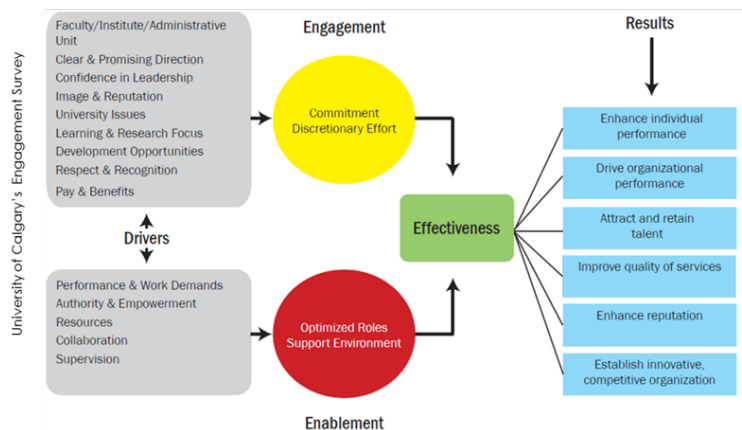 University of Calgary's Engagement Survey
Faculty/Institute/Administrative
Unit
Clear & Promising Direction
Confidence in Leadership
Image & Reputation
University Issues
Learning & Research Focus
Development Opportunities
Respect & Recognition
Pay & Benefits
Drivers
Performance & Work Demands
Authority & Empowerment
Resources
Collaboration
Supervision
Engagement
Commitment
Discretionary Effort
Optimized Roles
Support Environment
Enablement
Effectiveness
Results
Enhance individual
performance
Drive organizational
performance
Attract and retain
talent
Improve quality of services
Enhance reputation
Establish innovative,
competitive organization